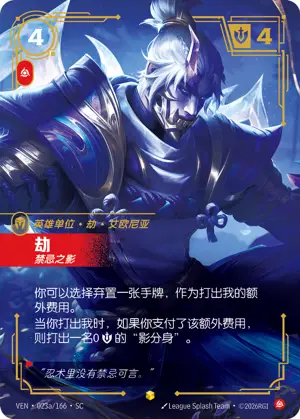 4
4
英雄单位·劫·艾欧尼亚
劫
禁忌之影
你可以选择弃置一张手牌，作为打出我的额
外费用。
当你打出我时，如果你支付了该额外费用，
则打出一名0的“影分身”。
“忍术里没有禁忌可言。”
VEN·023a/166·SC
League Splash Team
©2026RGI